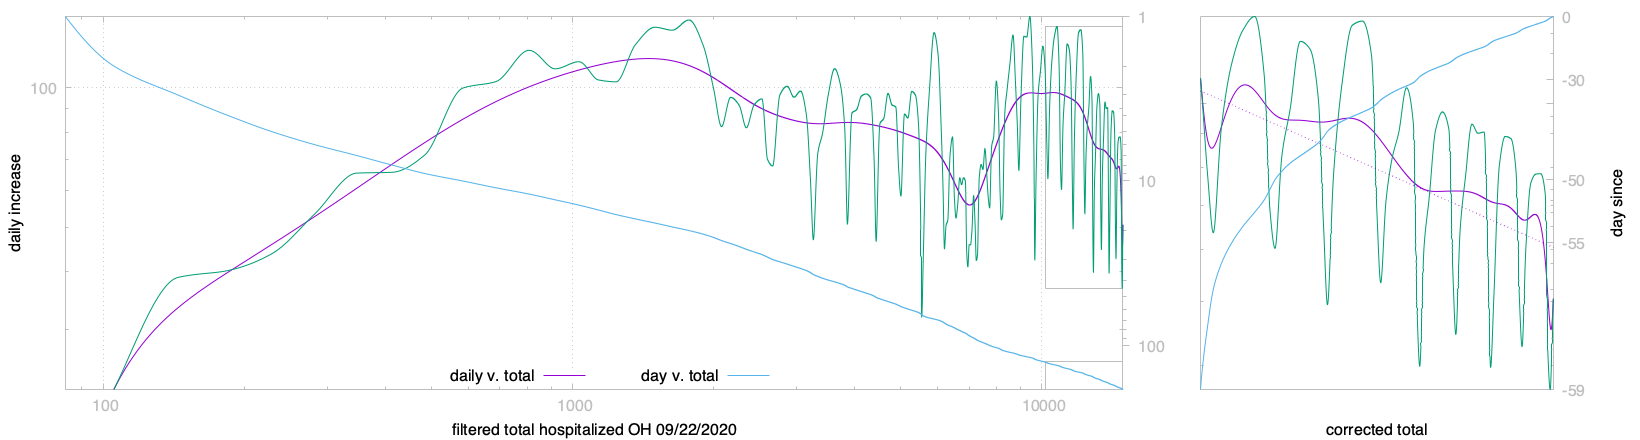 1
0
100
-30
daily increase
10
-50
day since
-55
100
daily v. total
day v. total
-59
100
1000
10000
filtered total hospitalized OH 09/22/2020
corrected total